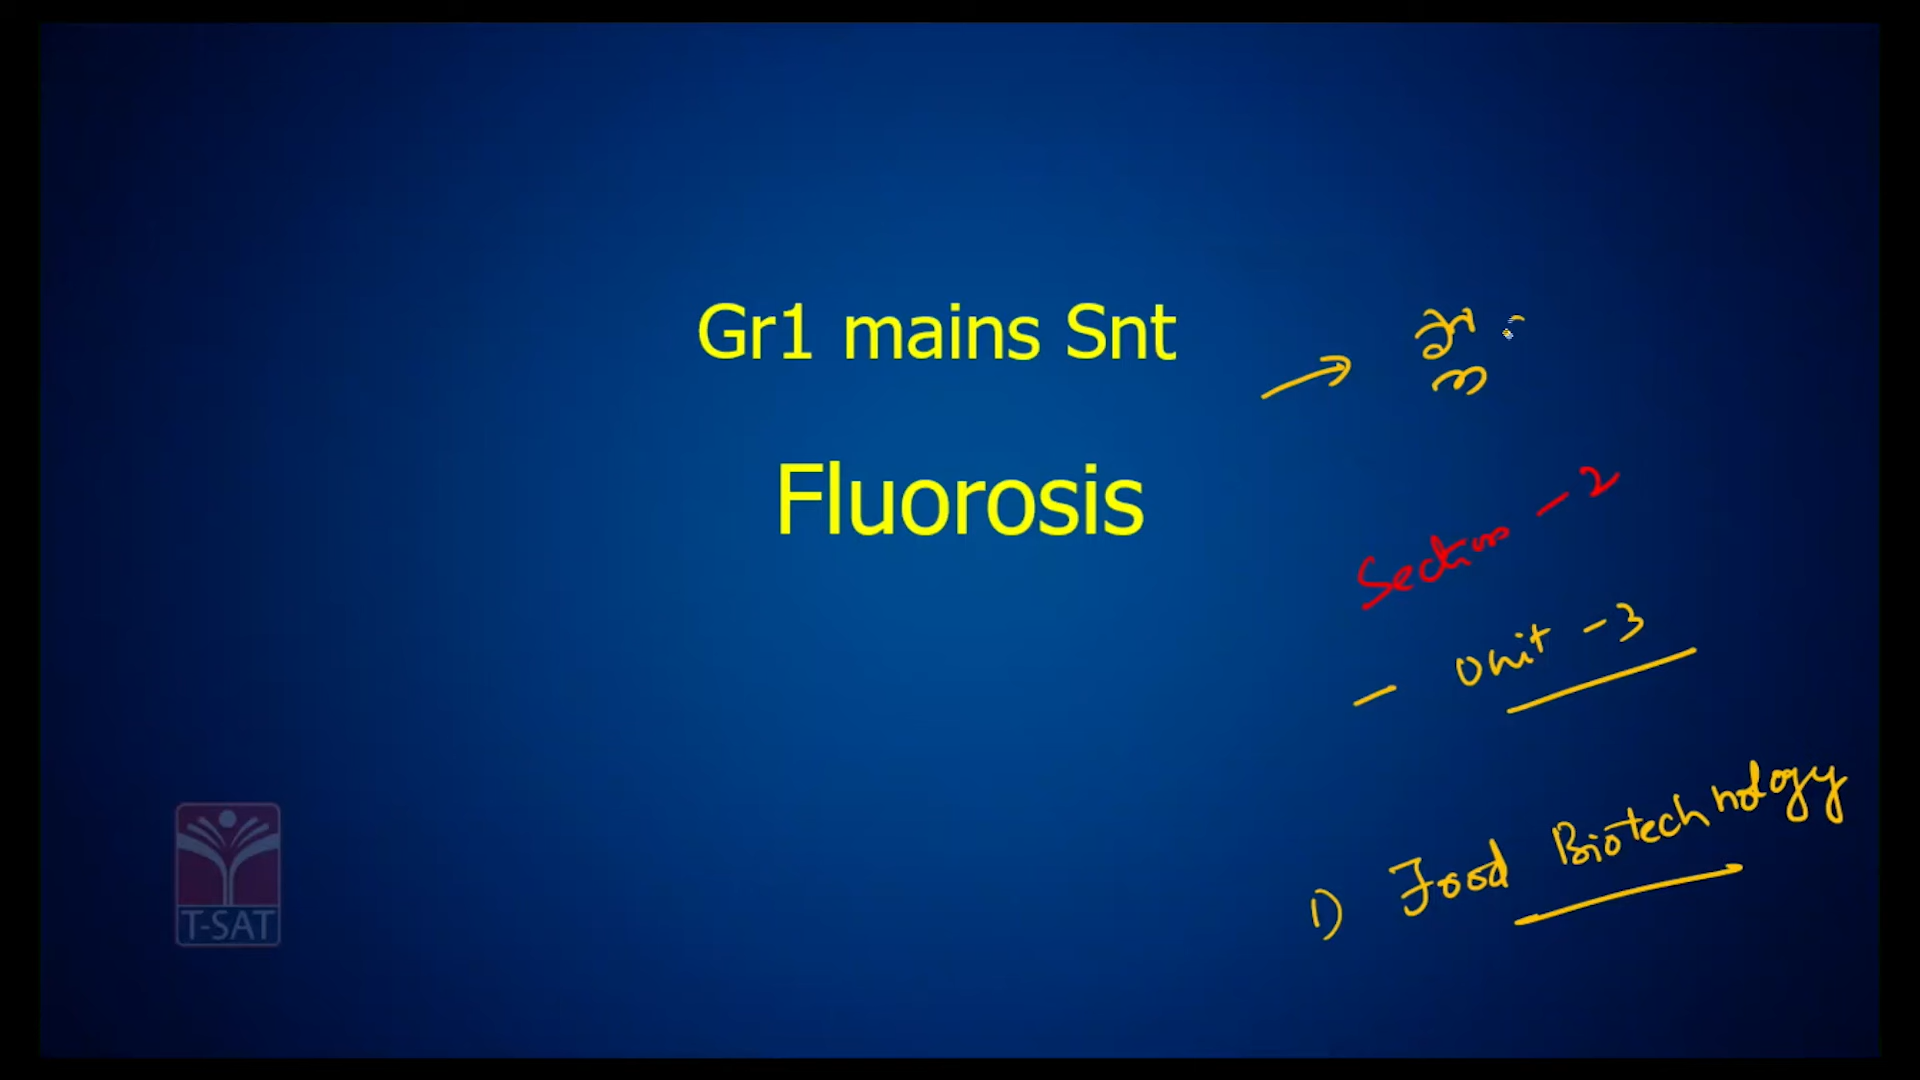 Gr1 mains Snt
Fluorosis
Section - 2
- Unit - 3
1) Food Biotechnology
T-SAT